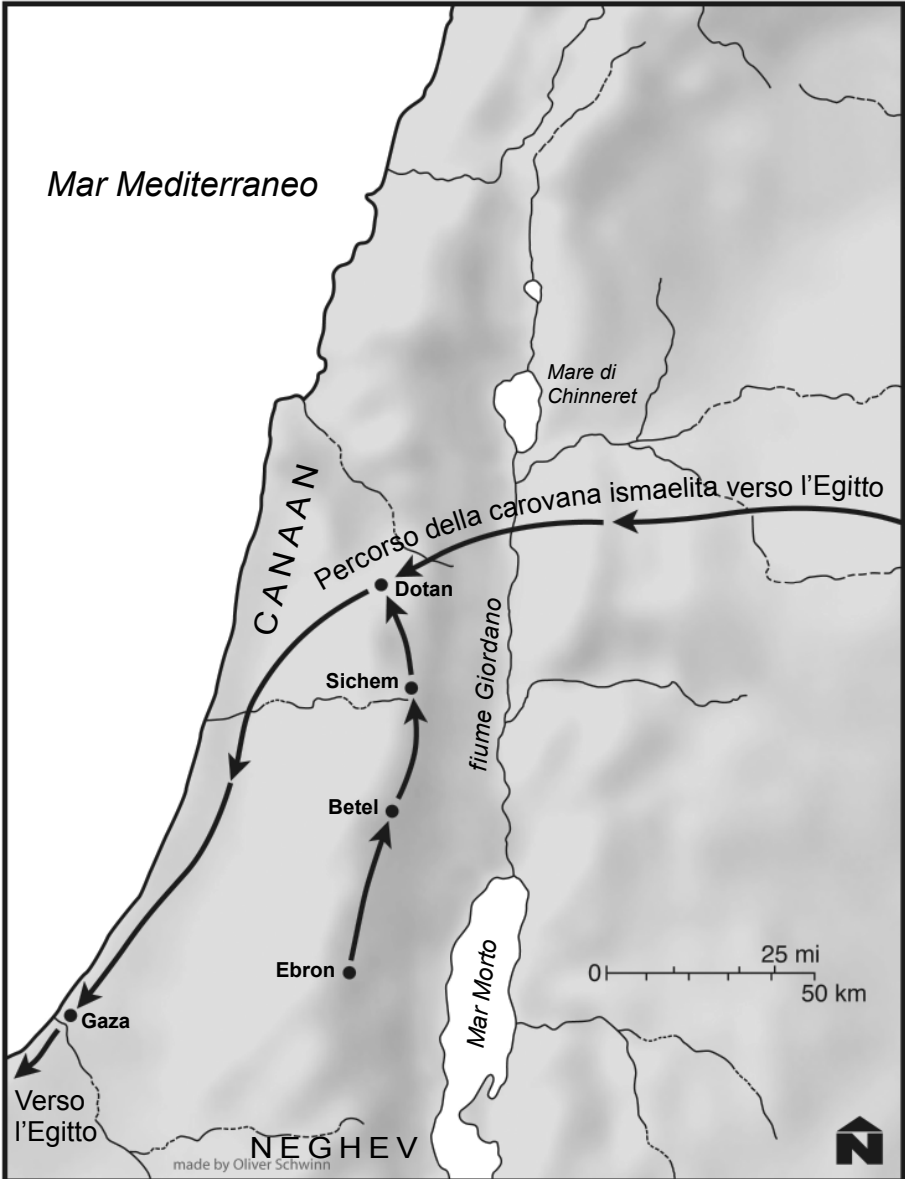 Mar Mediterraneo
Mare di
Chinneret
CANAAN
Percorso della carovana ismaelita verso l'Egitto
Dotan
Sichem
fiume Giordano
Betel
Ebron
Mar Morto
0
25 mi
50 km
Gaza
Verso
l'Egitto
NEGHEV
made by Oliver Schwinn
N